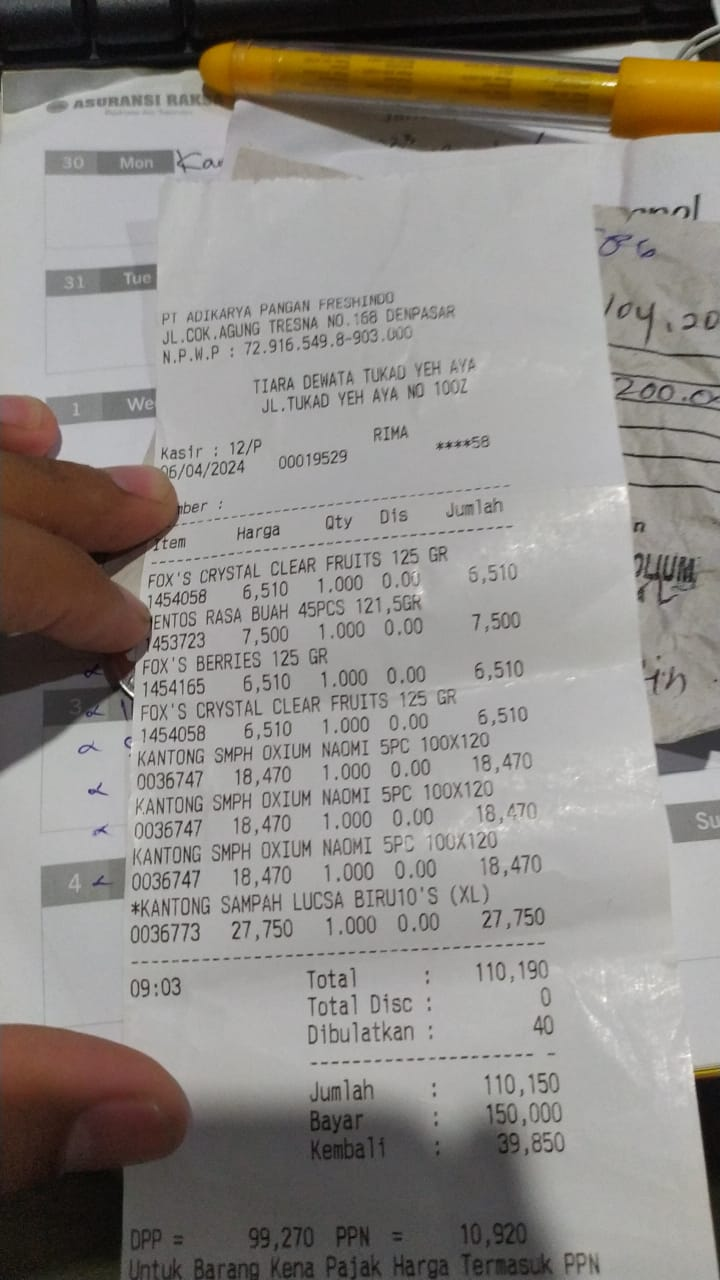 ASURANSI
30 Mon
31 Tue
1 We
3
4
Su
200.0
PT ADIKARYA PANGAN FRESHINDO
JL.COK.AGUNG TRESNA NO.168 DENPASAR
N.P.W.P : 72.916.549.8-903.000
TIARA DEWATA TUKAD YEH AYA
JL.TUKAD YEH AYA NO 100Z
Kasir : 12/P RIMA
06/04/2024 00019529 ****58
mber :
Item Harga Qty Dis Jumlah
FOX'S CRYSTAL CLEAR FRUITS 125 GR
1454058 6,510 1.000 0.00 6,510
ENTOS RASA BUAH 45PCS 121,5GR
1453723 7,500 1.000 0.00 7,500
FOX'S BERRIES 125 GR
1454165 6,510 1.000 0.00 6,510
FOX'S CRYSTAL CLEAR FRUITS 125 GR
1454058 6,510 1.000 0.00 6,510
KANTONG SMPH OXIUM NAOMI 5PC 100X120
0036747 18,470 1.000 0.00 18,470
KANTONG SMPH OXIUM NAOMI 5PC 100X120
0036747 18,470 1.000 0.00 18,470
KANTONG SMPH OXIUM NAOMI 5PC 100X120
0036747 18,470 1.000 0.00 18,470
*KANTONG SAMPAH LUCSA BIRU10'S (XL)
0036773 27,750 1.000 0.00 27,750
09:03 Total : 110,190
Total Disc : 0
Dibulatkan : 40
Jumlah : 110,150
Bayar : 150,000
Kembali : 39,850
DPP = 99,270 PPN = 10,920
Untuk Barang Kena Pajak Harga Termasuk PPN